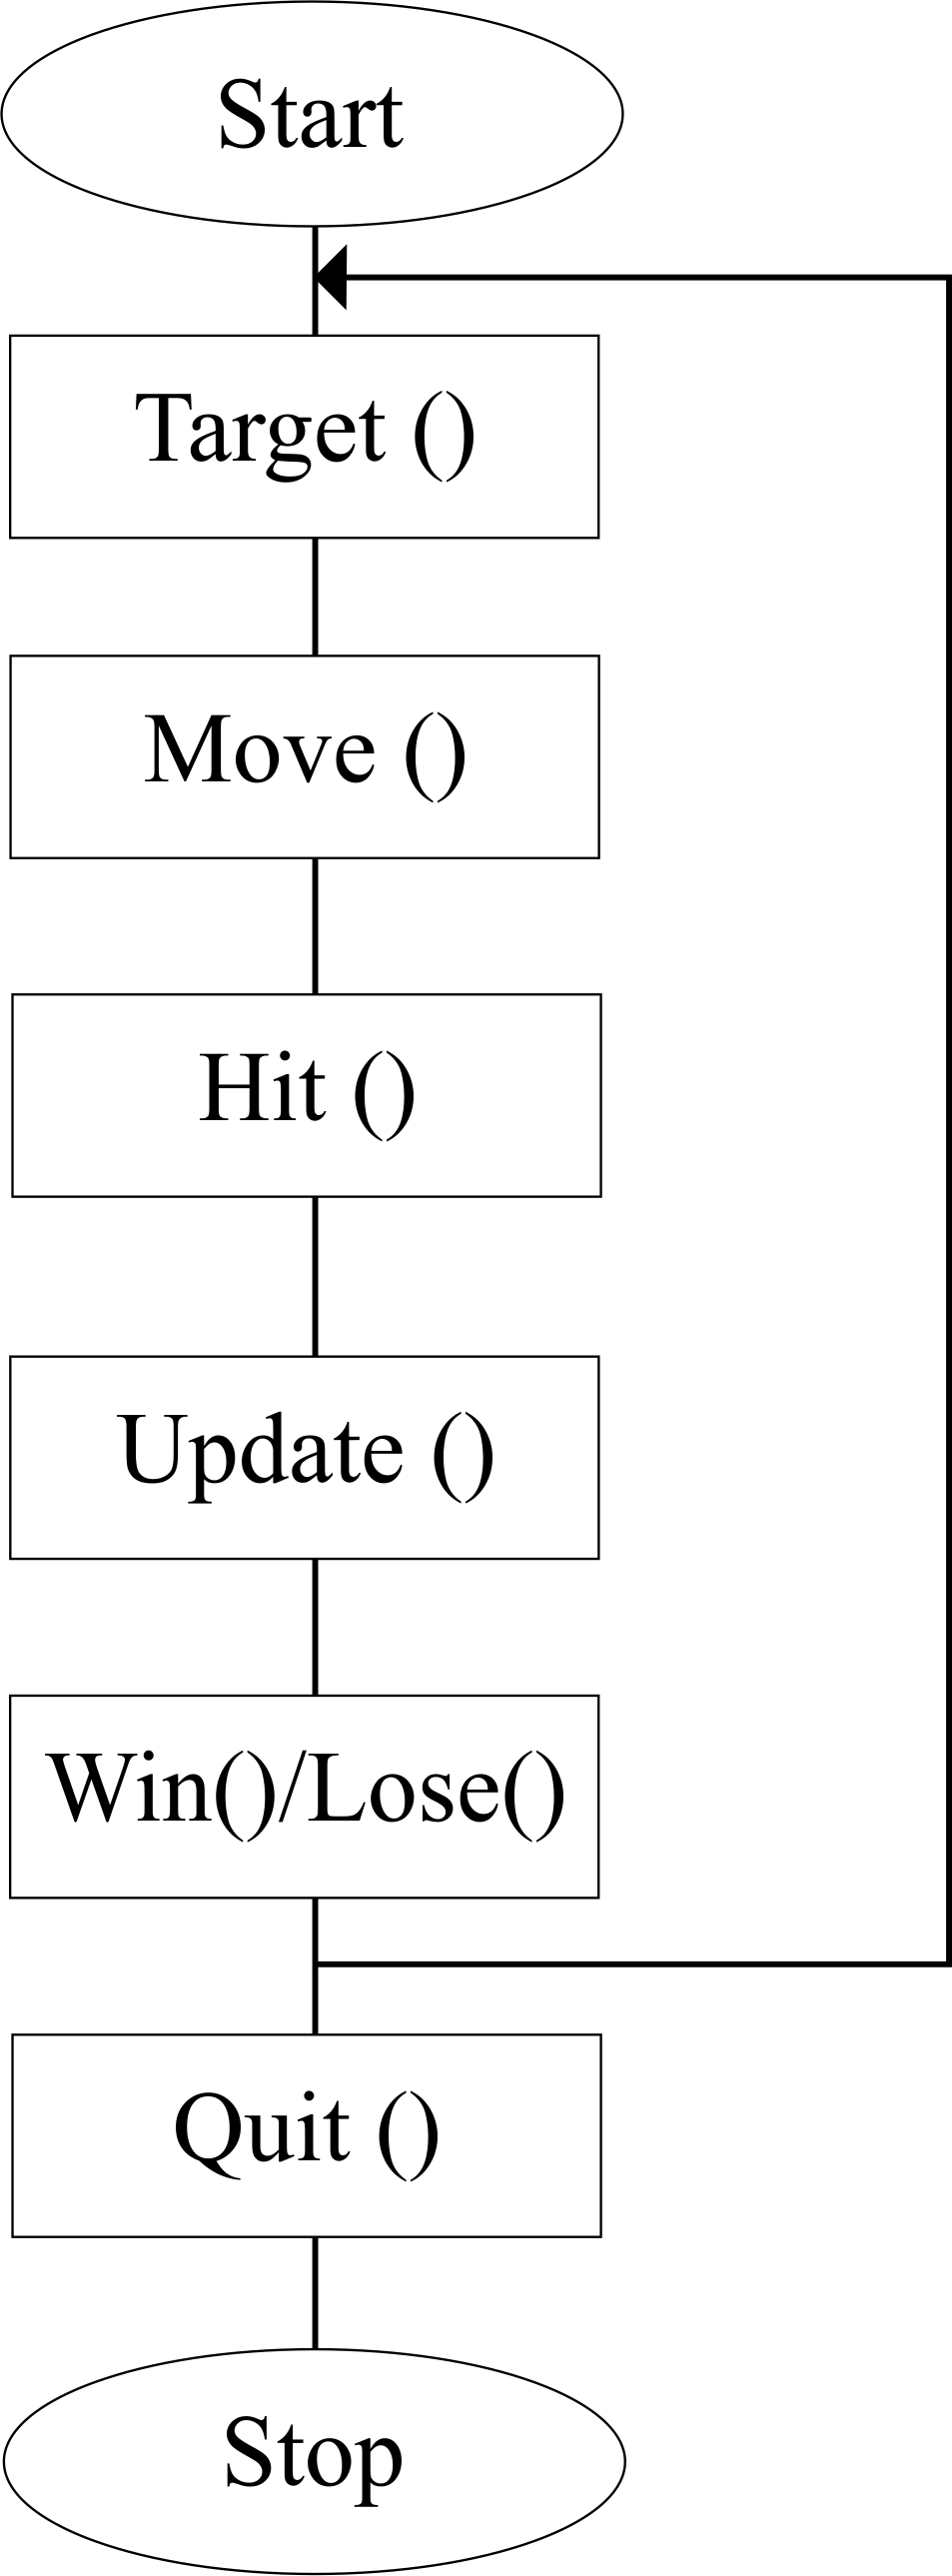 Start
Target ()
Move ()
Hit ()
Update ()
Win()/Lose()
Quit ()
Stop